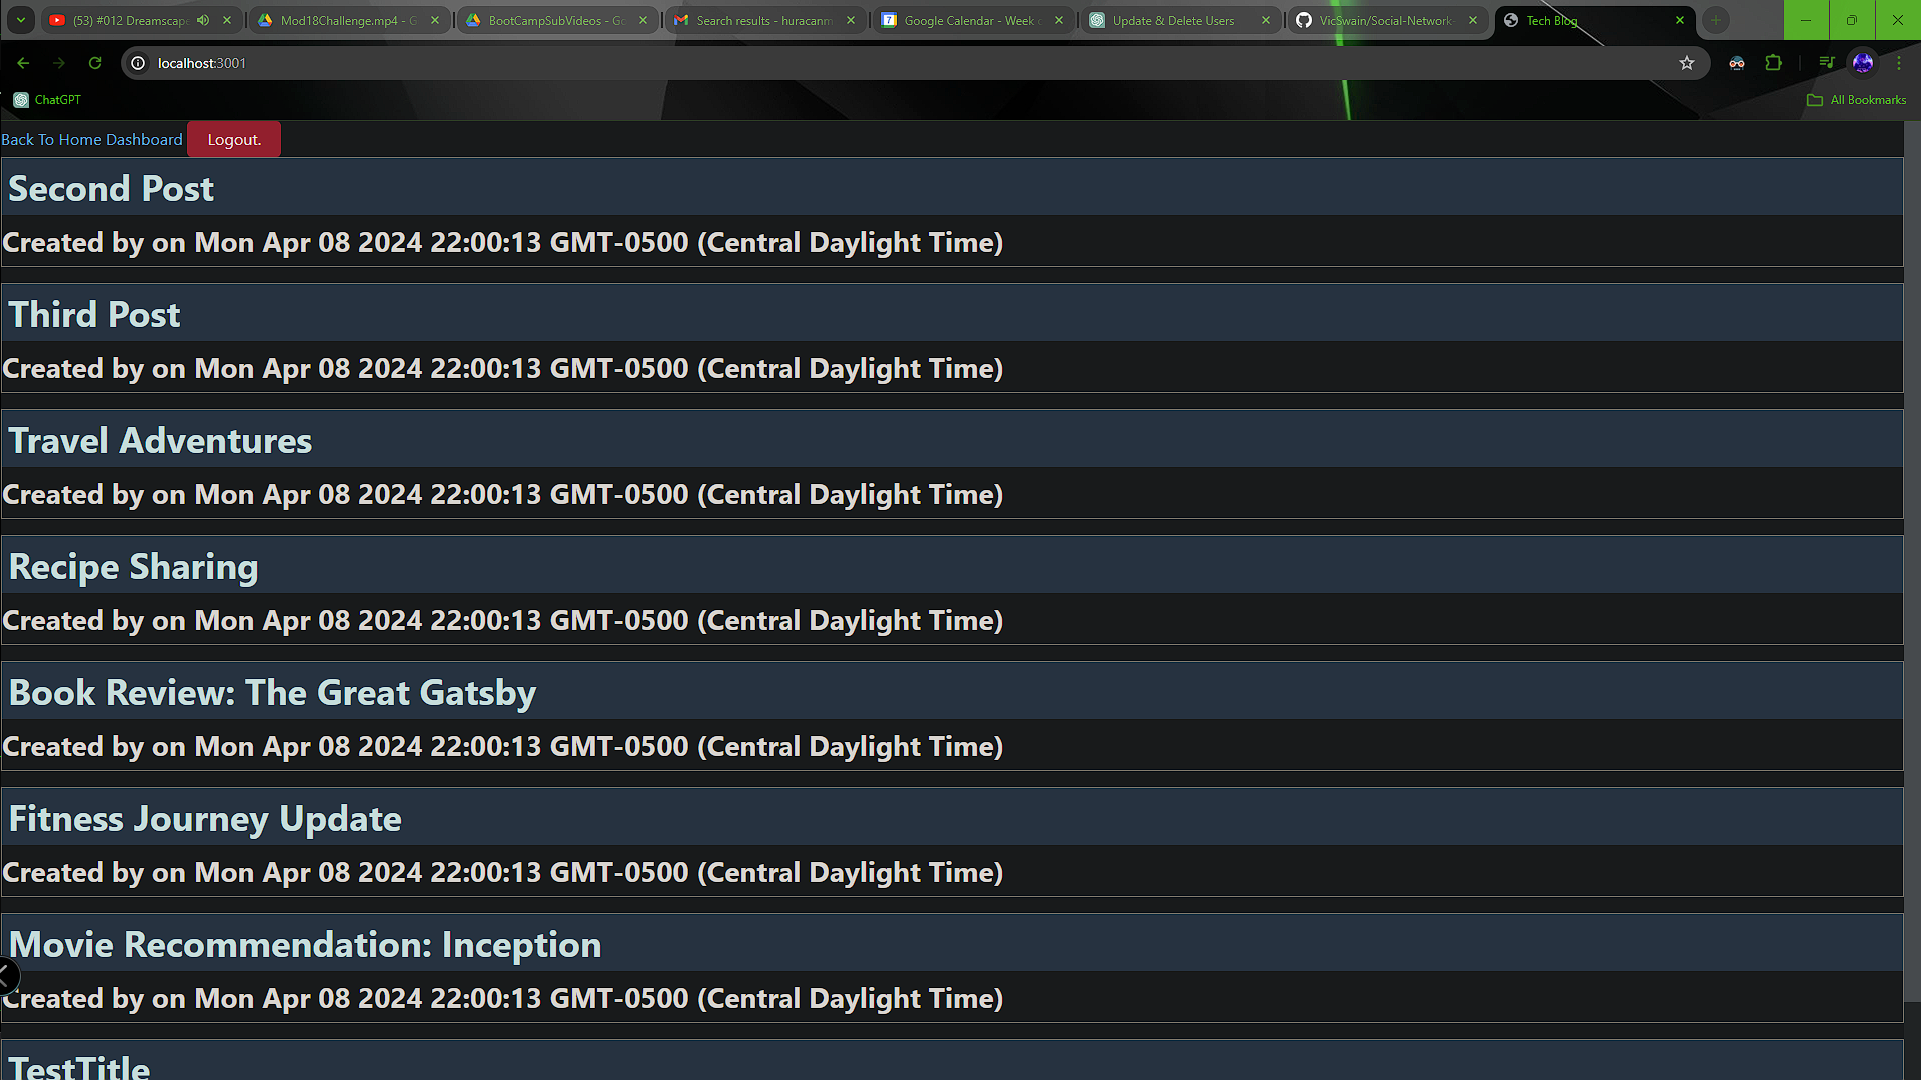 (53) #012 Dreamscape
Mod18Challenge.mp4 - G
BootCampSubVideos - Go
Search results - huracanm
7
Google Calendar - Week o
Update & Delete Users
VicSwain/Social-Network-
Tech Blog
localhost:3001
ChatGPT
All Bookmarks
Back To Home Dashboard
Logout.
Second Post
Created by on Mon Apr 08 2024 22:00:13 GMT-0500 (Central Daylight Time)
Third Post
Created by on Mon Apr 08 2024 22:00:13 GMT-0500 (Central Daylight Time)
Travel Adventures
Created by on Mon Apr 08 2024 22:00:13 GMT-0500 (Central Daylight Time)
Recipe Sharing
Created by on Mon Apr 08 2024 22:00:13 GMT-0500 (Central Daylight Time)
Book Review: The Great Gatsby
Created by on Mon Apr 08 2024 22:00:13 GMT-0500 (Central Daylight Time)
Fitness Journey Update
Created by on Mon Apr 08 2024 22:00:13 GMT-0500 (Central Daylight Time)
Movie Recommendation: Inception
Created by on Mon Apr 08 2024 22:00:13 GMT-0500 (Central Daylight Time)
TestTitle